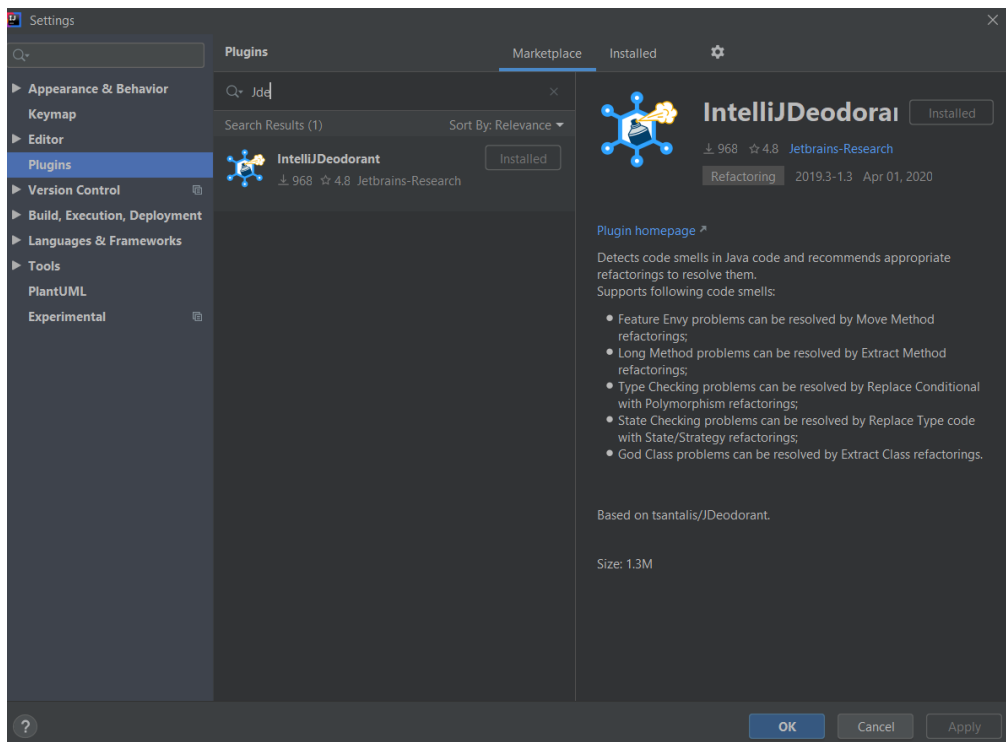 Settings
Appearance & Behavior
Keymap
Editor
Plugins
Version Control
Build, Execution, Deployment
Languages & Frameworks
Tools
PlantUML
Experimental
Plugins
Marketplace
Installed
Jde
Search Results (1)
Sort By: Relevance
IntelliJDeodorant
Installed
968 4.8 Jetbrains-Research
IntelliJDeodorai
Installed
968 4.8 Jetbrains-Research
Refactoring 2019.3-1.3 Apr 01, 2020
Plugin homepage
Detects code smells in Java code and recommends appropriate
refactorings to resolve them.
Supports following code smells:
Feature Envy problems can be resolved by Move Method
refactorings;
Long Method problems can be resolved by Extract Method
refactorings;
Type Checking problems can be resolved by Replace Conditional
with Polymorphism refactorings;
State Checking problems can be resolved by Replace Type code
with State/Strategy refactorings;
God Class problems can be resolved by Extract Class refactorings.
Based on tsantalis/JDeodorant.
Size: 1.3M
?
OK
Cancel
Apply